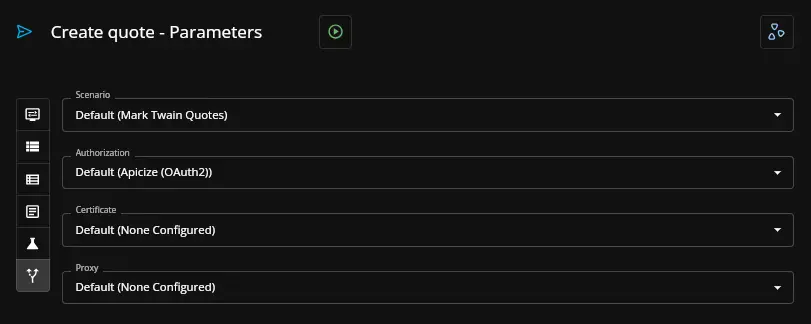 Create quote - Parameters
Scenario
Default (Mark Twain Quotes)
Authorization
Default (Apicize (OAuth2))
Certificate
Default (None Configured)
Proxy
Default (None Configured)